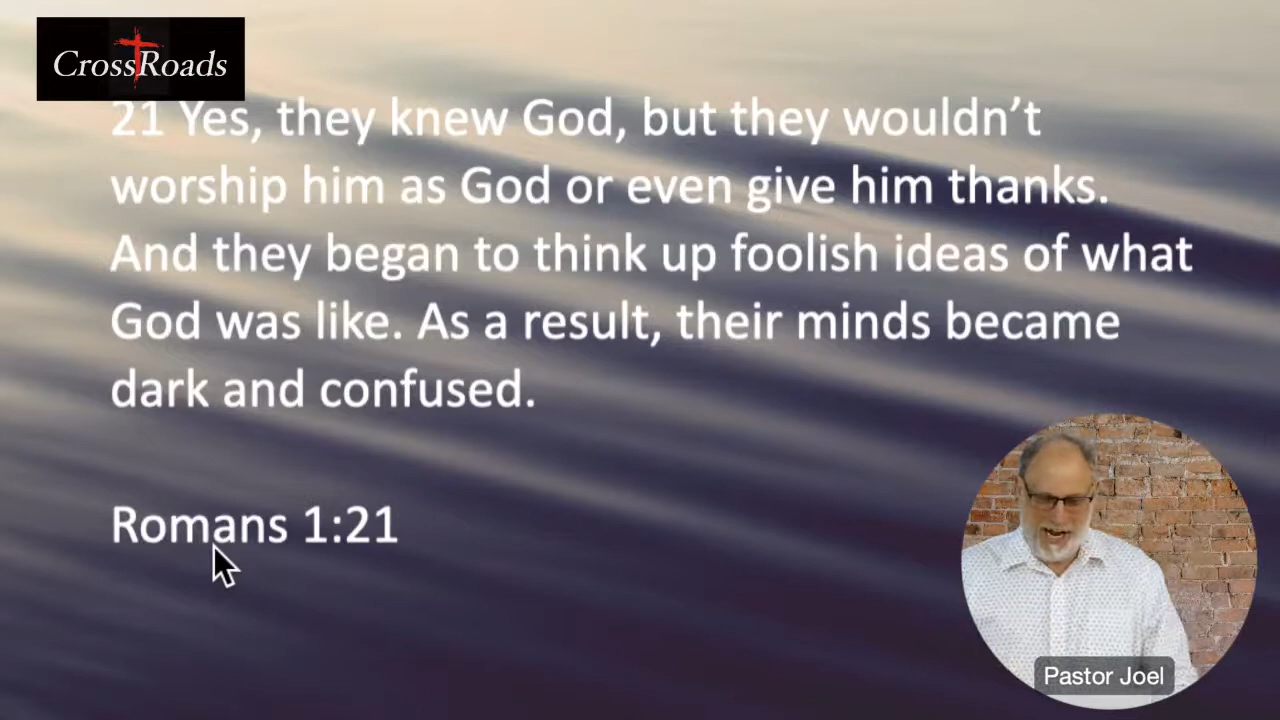 CrossRoads
21 Yes, they knew God, but they wouldn’t
worship him as God or even give him thanks.
And they began to think up foolish ideas of what
God was like. As a result, their minds became
dark and confused.
Romans 1:21
Pastor Joel